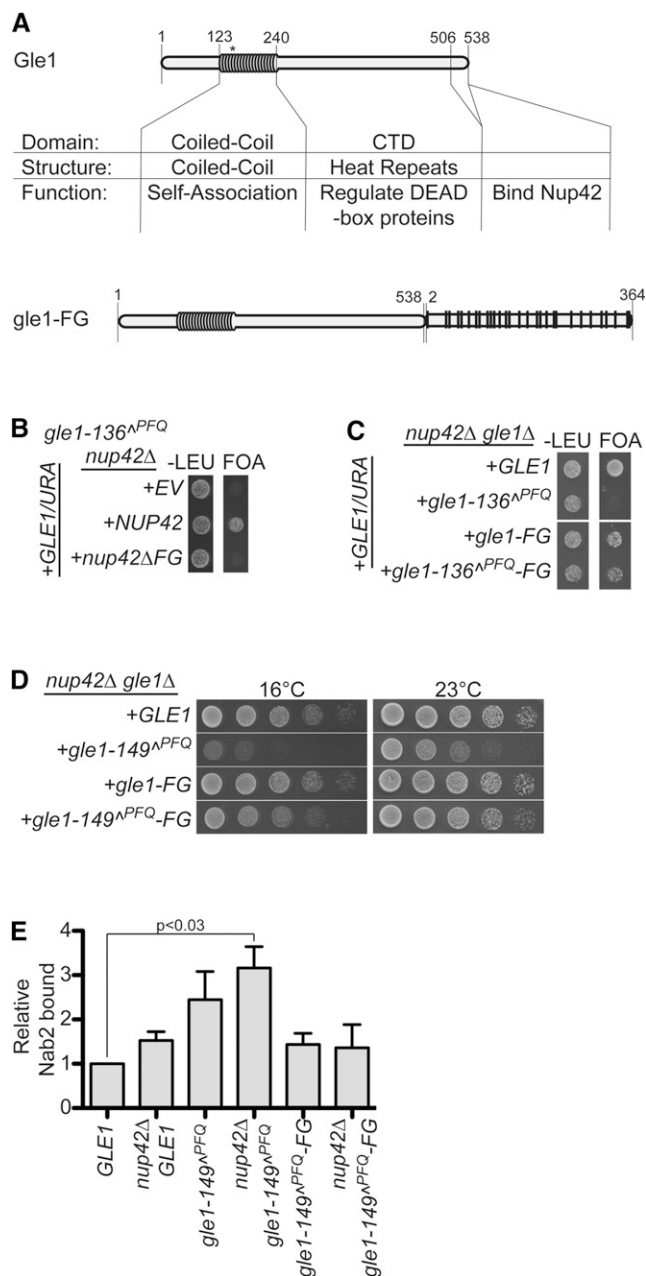 A
Gle1
1 123 * 240 506 538
Domain: Coiled-Coil CTD
Structure: Coiled-Coil Heat Repeats
Function: Self-Association Regulate DEAD Bind Nup42
-box proteins
1 538 2 364
gle1-FG
B
gle1-136^PFQ
nup42Δ -LEU FOA
+GLE1/URA
+EV
+NUP42
+nup42ΔFG
C
nup42Δ gle1Δ
-LEU FOA
+GLE1/URA
+GLE1
+gle1-136^PFQ
+gle1-FG
+gle1-136^PFQ-FG
D
nup42Δ gle1Δ
16°C 23°C
+GLE1
+gle1-149^PFQ
+gle1-FG
+gle1-149^PFQ-FG
E
p<0.03
Relative
Nab2 bound
4
3
2
1
0
GLE1
nup42Δ
GLE1
gle1-149^PFQ
nup42Δ
gle1-149^PFQ
gle1-149^PFQ-FG
nup42Δ
gle1-149^PFQ-FG